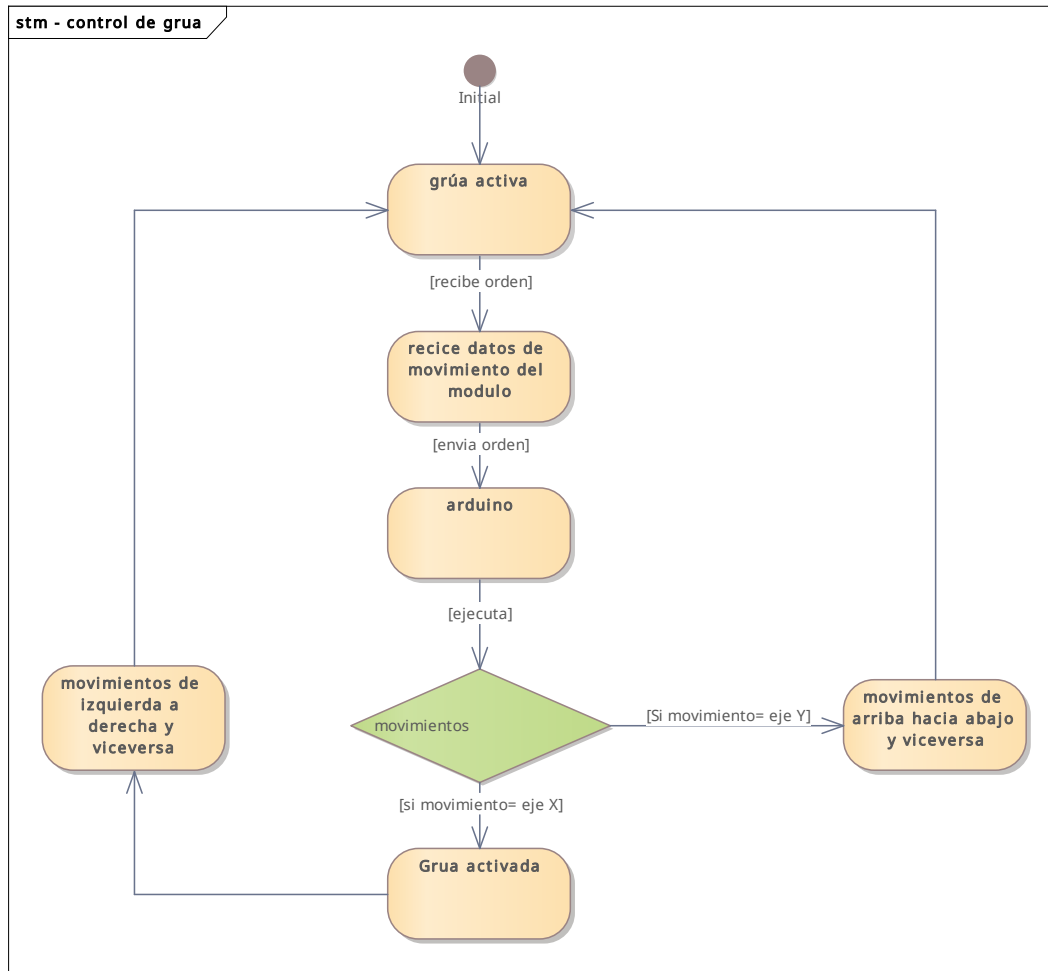 stm - control de grua
Initial
grúa activa
[recibe orden]
recice datos de
movimiento del
modulo
[envia orden]
arduino
[ejecuta]
movimientos de
izquierda a
derecha y
viceversa
movimientos
[Si movimiento= eje Y]
movimientos de
arriba hacia abajo
y viceversa
[si movimiento= eje X]
Grua activada